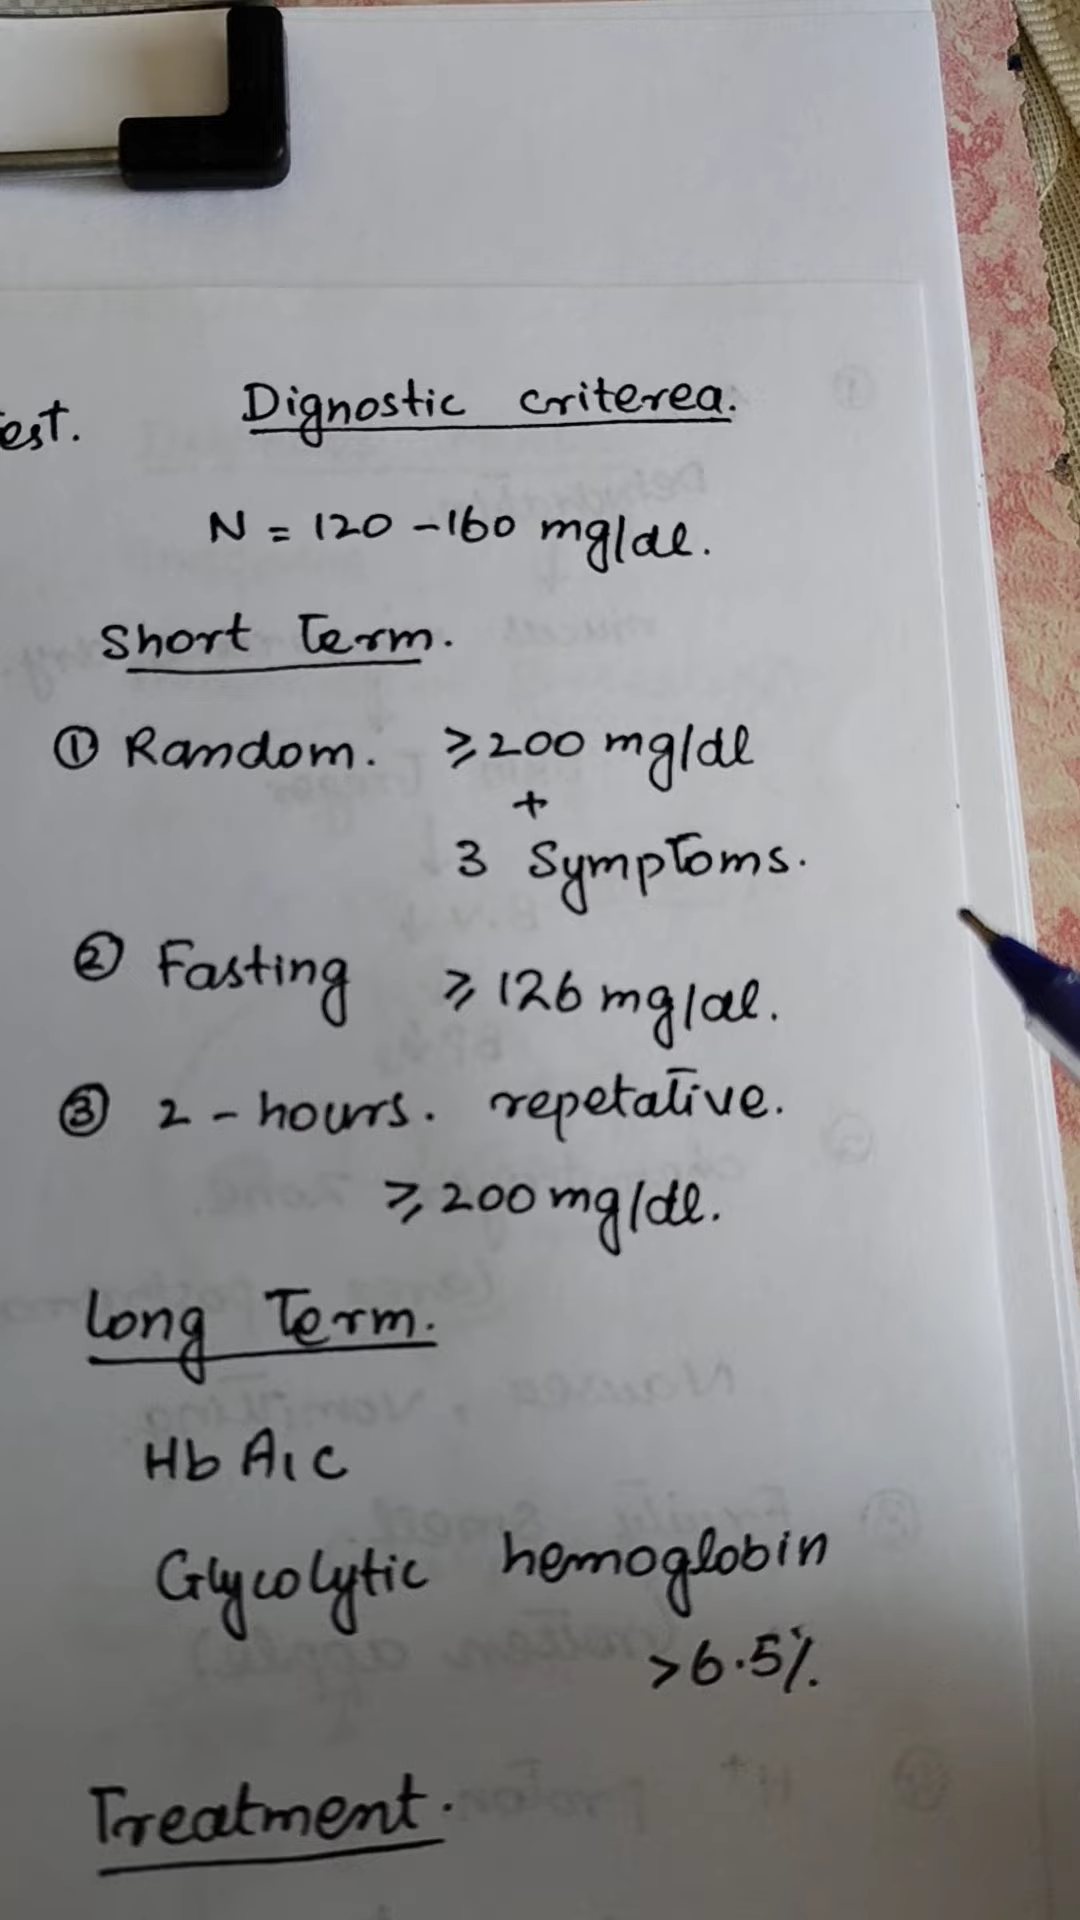 est.
Dignostic criterea.
N = 120 - 160 mg/dl.
Short Term.
① Random. ≥200 mg/dl
+
3 Symptoms.
② Fasting ≥ 126 mg/dl.
③ 2 - hours. repetative.
≥ 200 mg/dl.
Long Term.
Hb A1C
Glycolytic hemoglobin
>6.5%.
Treatment.